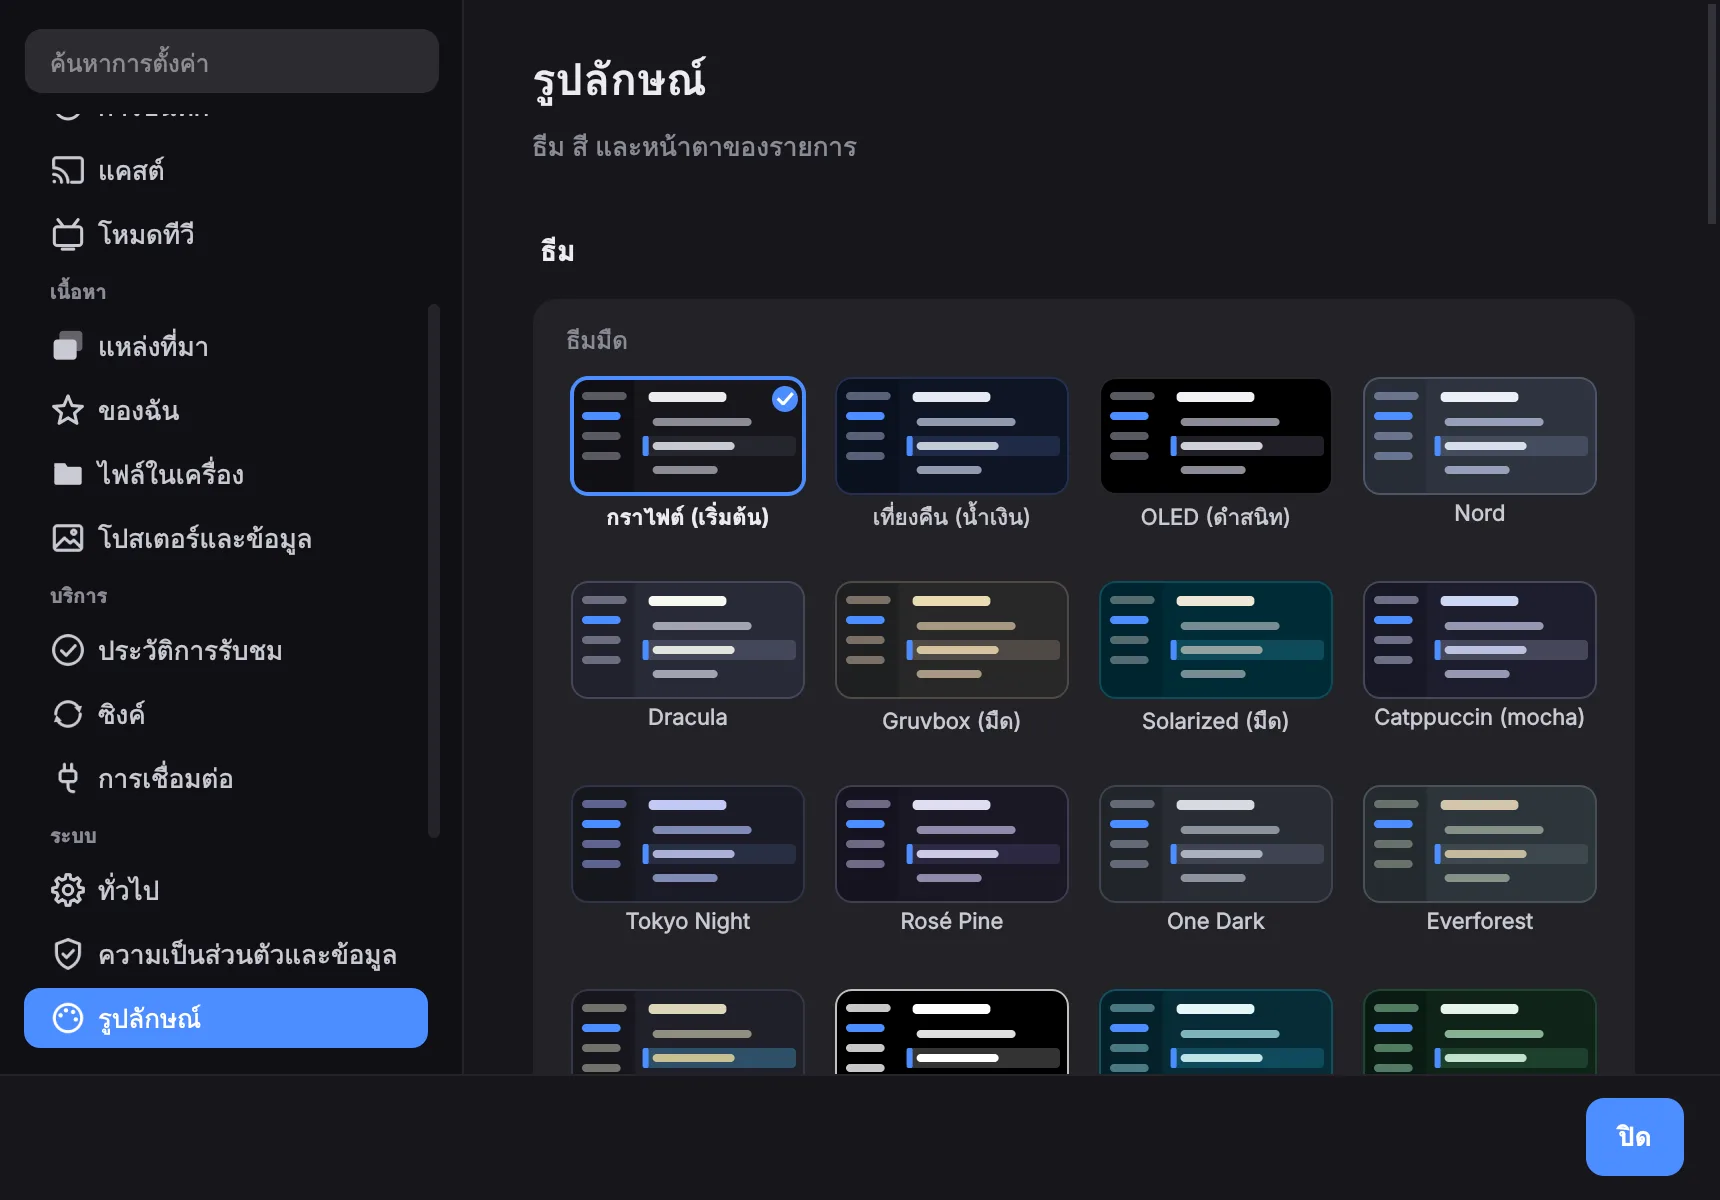 ค้นหาการตั้งค่า
แคสต์
โหมดทีวี
เนื้อหา
แหล่งที่มา
ของฉัน
ไฟล์ในเครื่อง
โปสเตอร์และข้อมูล
บริการ
ประวัติการรับชม
ซิงค์
การเชื่อมต่อ
ระบบ
ทั่วไป
ความเป็นส่วนตัวและข้อมูล
รูปลักษณ์
รูปลักษณ์
ธีม สี และหน้าตาของรายการ
ธีม
ธีมมืด
กราไฟต์ (เริ่มต้น)
เที่ยงคืน (น้ำเงิน)
OLED (ดำสนิท)
Nord
Dracula
Gruvbox (มืด)
Solarized (มืด)
Catppuccin (mocha)
Tokyo Night
Rosé Pine
One Dark
Everforest
ปิด